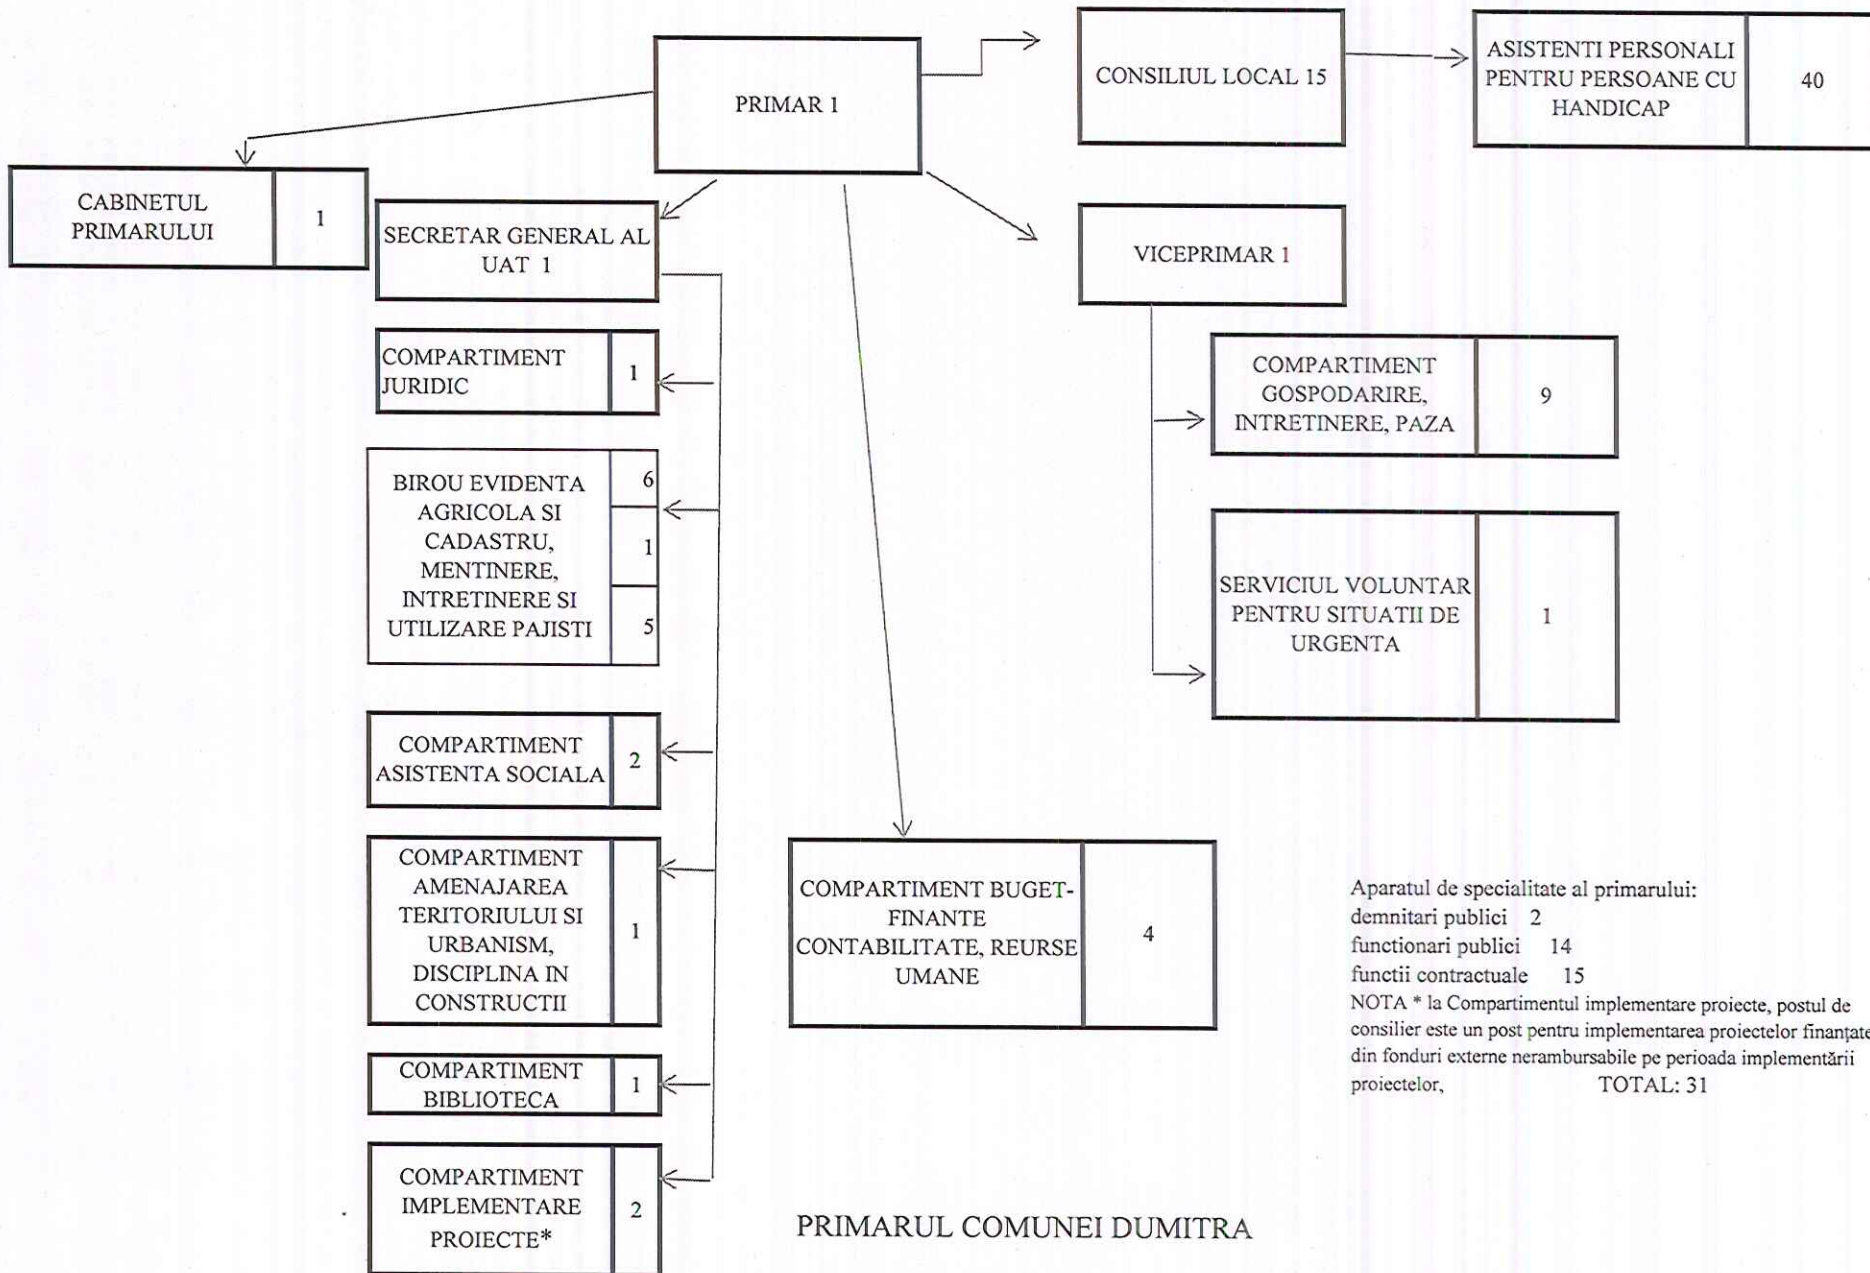 PRIMAR 1
CONSILIUL LOCAL 15
ASISTENTI PERSONALI
PENTRU PERSOANE CU
HANDICAP
40
CABINETUL
PRIMARULUI
1
SECRETAR GENERAL AL
UAT 1
VICEPRIMAR 1
COMPARTIMENT
JURIDIC
1
COMPARTIMENT
GOSPODARIRE,
INTRETINERE, PAZA
9
BIROU EVIDENTA
AGRICOLA SI
CADASTRU,
MENTINERE,
INTRETINERE SI
UTILIZARE PAJISTI
6
1
5
SERVICIUL VOLUNTAR
PENTRU SITUATII DE
URGENTA
1
COMPARTIMENT
ASISTENTA SOCIALA
2
COMPARTIMENT
AMENAJAREA
TERITORIULUI SI
URBANISM,
DISCIPLINA IN
CONSTRUCTII
1
COMPARTIMENT BUGET-
FINANTE
CONTABILITATE, REURSE
UMANE
4
Aparatul de specialitate al primarului:
demnitari publici 2
functionari publici 14
functii contractuale 15
NOTA * la Compartimentul implementare proiecte, postul de
consilier este un post pentru implementarea proiectelor finanțate
din fonduri externe nerambursabile pe perioada implementării
proiectelor, TOTAL: 31
COMPARTIMENT
BIBLIOTECA
1
COMPARTIMENT
IMPLEMENTARE
PROIECTE*
2
PRIMARUL COMUNEI DUMITRA